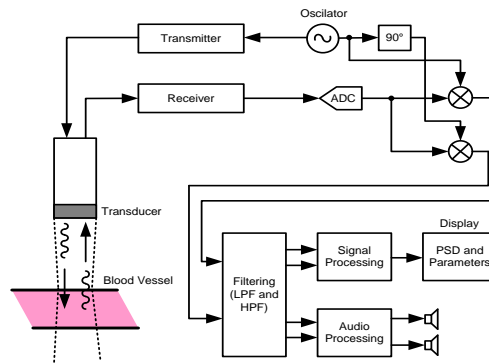 Oscilator
Transmitter
90°
Receiver
ADC
Transducer
Blood Vessel
Display
Filtering
(LPF and
HPF)
Signal
Processing
PSD and
Parameters
Audio
Processing